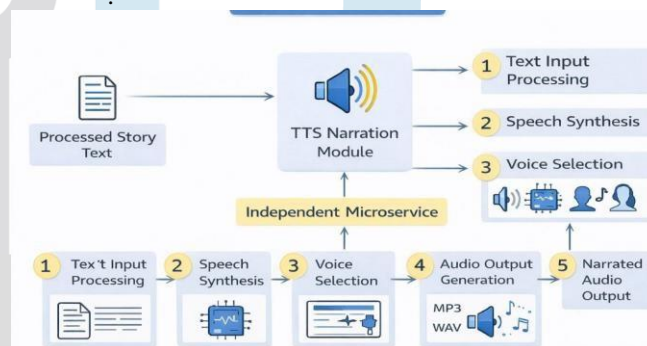 1 Text Input
Processing
Processed Story
Text
TTS Narration
Module
2 Speech Synthesis
3 Voice Selection
Independent Microservice
1 Tex't Input
Processing
2 Speech
Synthesis
3 Voice
Selection
4 Audio Output
Generation
MP3
WAV
5 Narrated
Audio
Output